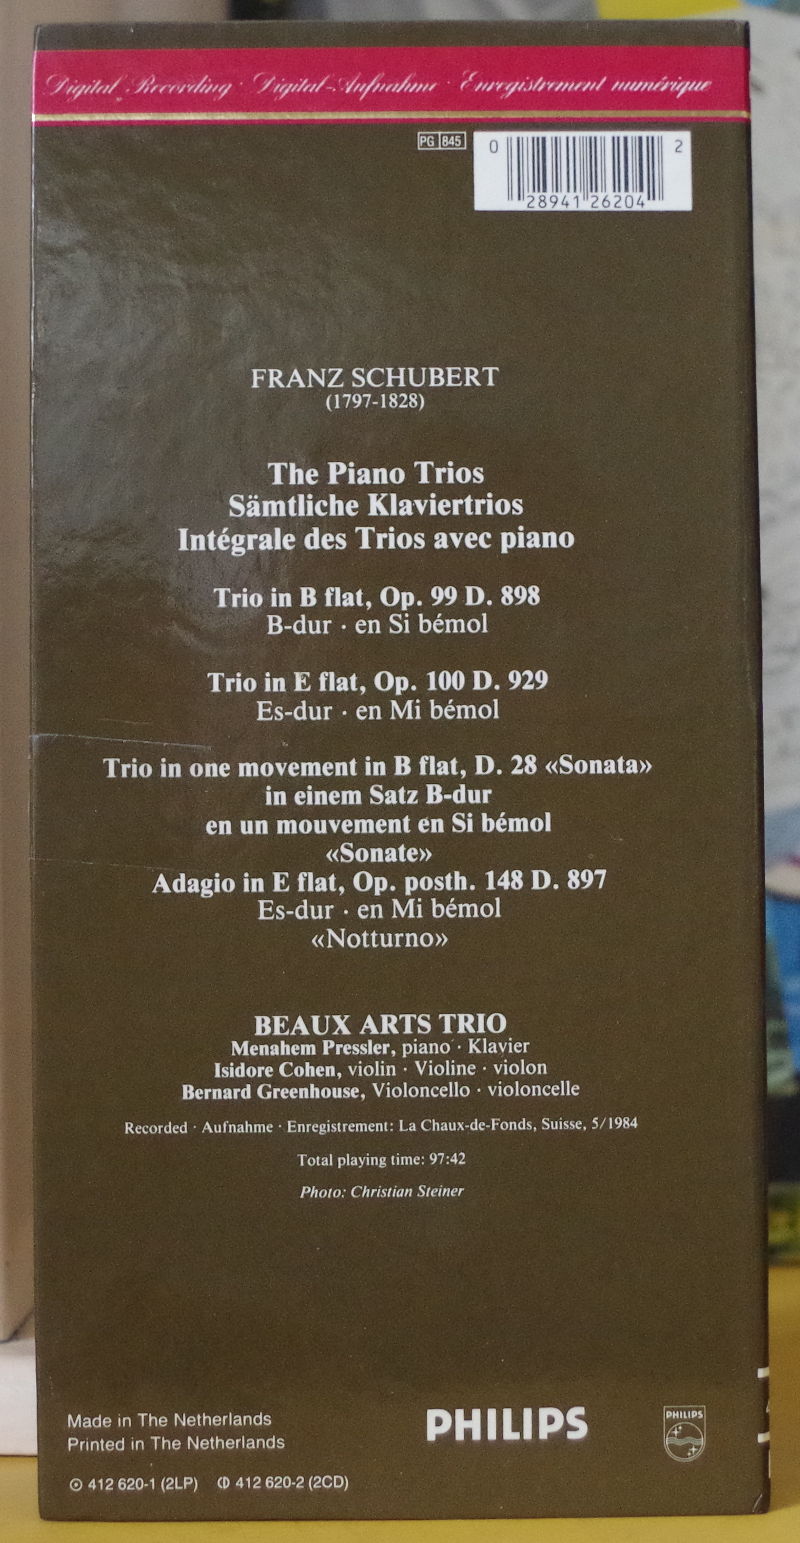 Digital Recording · Digital-Aufnahme · Enregistrement numérique
PG 845
0 2
28941 26204
FRANZ SCHUBERT
(1797-1828)
The Piano Trios
Sämtliche Klaviertrios
Intégrale des Trios avec piano
Trio in B flat, Op. 99 D. 898
B-dur · en Si bémol
Trio in E flat, Op. 100 D. 929
Es-dur · en Mi bémol
Trio in one movement in B flat, D. 28 «Sonata»
in einem Satz B-dur
en un mouvement en Si bémol
«Sonate»
Adagio in E flat, Op. posth. 148 D. 897
Es-dur · en Mi bémol
«Notturno»
BEAUX ARTS TRIO
Menahem Pressler, piano · Klavier
Isidore Cohen, violin · Violine · violon
Bernard Greenhouse, Violoncello · violoncelle
Recorded · Aufnahme · Enregistrement: La Chaux-de-Fonds, Suisse, 5/1984
Total playing time: 97:42
Photo: Christian Steiner
Made in The Netherlands
Printed in The Netherlands
PHILIPS
PHILIPS
412 620-1 (2LP) 412 620-2 (2CD)